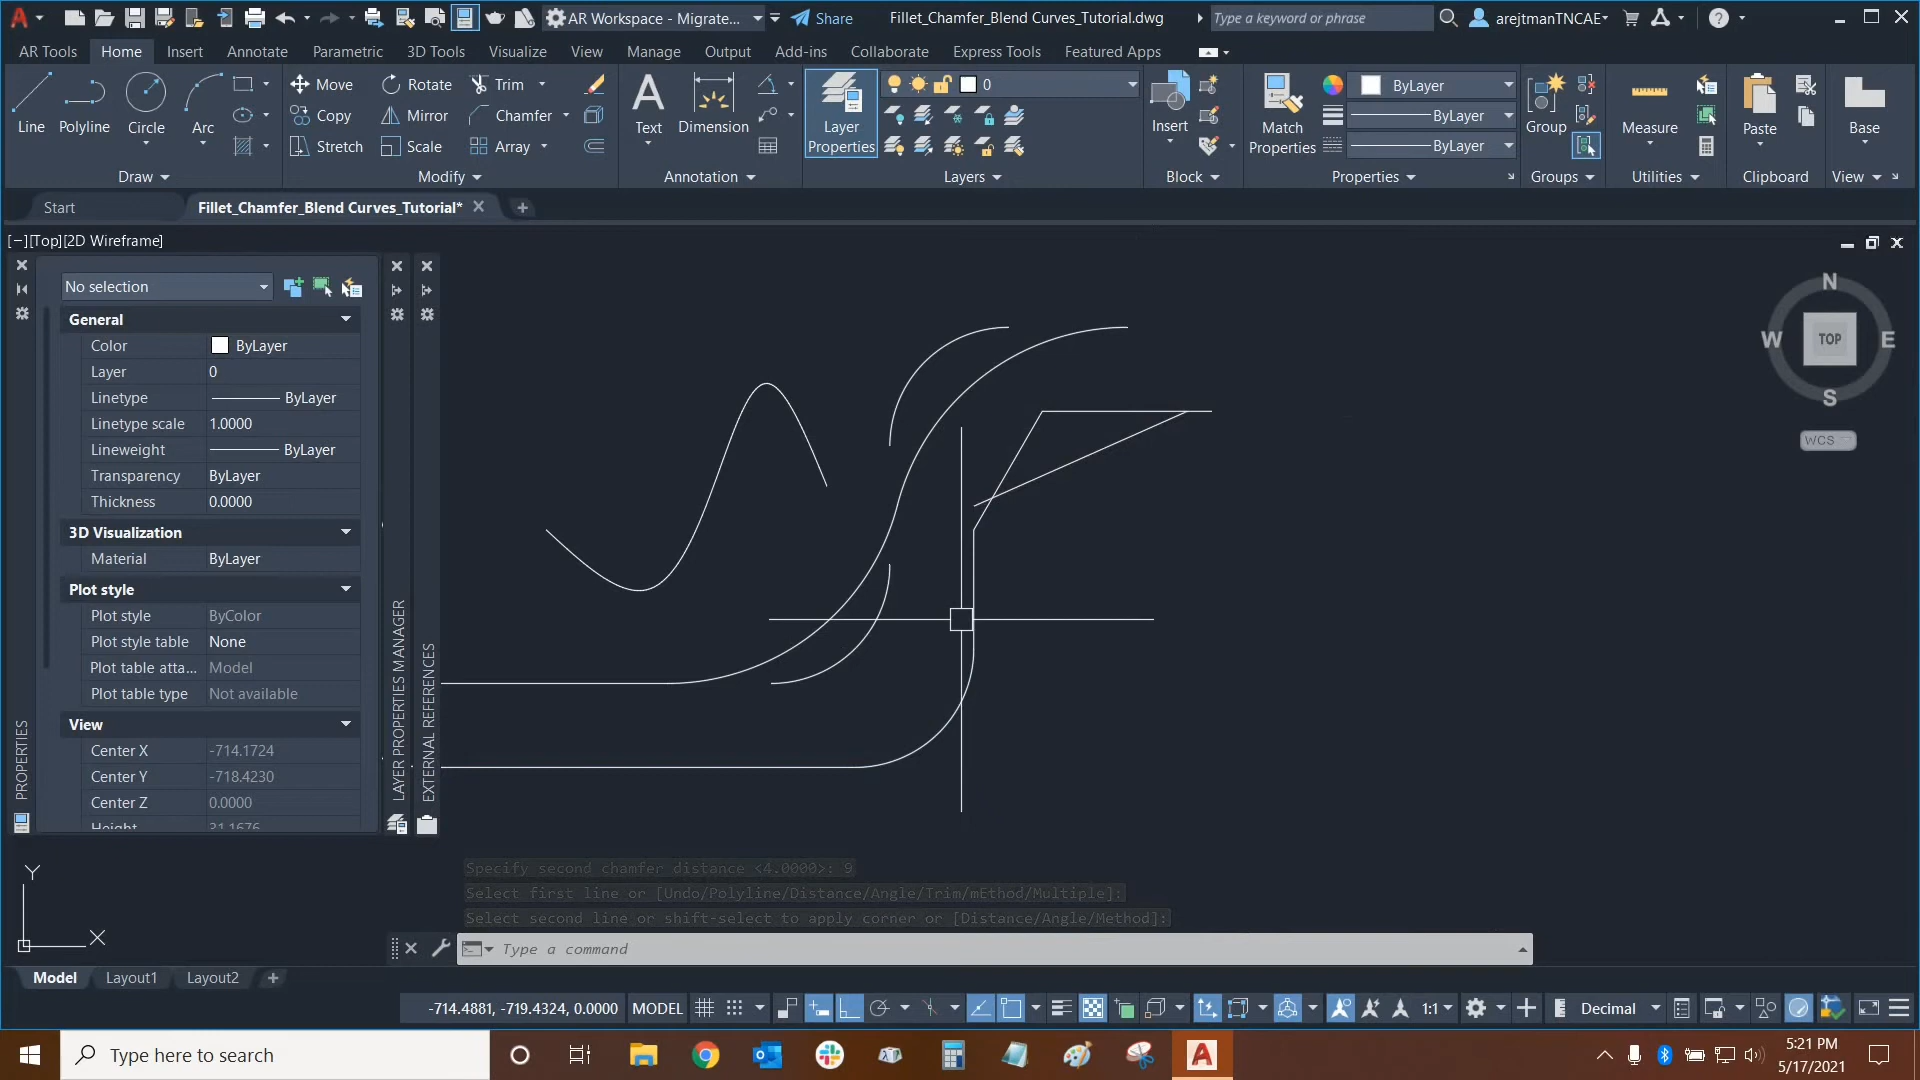 AR Workspace - Migrate...
Share
Fillet_Chamfer_Blend Curves_Tutorial.dwg
Type a keyword or phrase
arejtmanTNCAE
AR Tools
Home
Insert
Annotate
Parametric
3D Tools
Visualize
View
Manage
Output
Add-ins
Collaborate
Express Tools
Featured Apps
Line
Polyline
Circle
Arc
Draw
Move
Rotate
Trim
Copy
Mirror
Chamfer
Stretch
Scale
Array
Modify
Text
Dimension
Annotation
Layer
Properties
0
Layers
Insert
Block
Match
Properties
ByLayer
ByLayer
ByLayer
Properties
Group
Groups
Measure
Utilities
Paste
Clipboard
Base
View
Start
Fillet_Chamfer_Blend Curves_Tutorial*
[−][Top][2D Wireframe]
No selection
General
Color ByLayer
Layer 0
Linetype ByLayer
Linetype scale 1.0000
Lineweight ByLayer
Transparency ByLayer
Thickness 0.0000
3D Visualization
Material ByLayer
Plot style
Plot style ByColor
Plot style table None
Plot table atta... Model
Plot table type Not available
View
Center X -714.1724
Center Y -718.4230
Center Z 0.0000
Height 31.1676
PROPERTIES
LAYER PROPERTIES MANAGER
EXTERNAL REFERENCES
N
W
TOP
E
S
WCS
Y
X
Specify second chamfer distance <4.0000>: 9
Select first line or [Undo/Polyline/Distance/Angle/Trim/mEthod/Multiple]:
Select second line or shift-select to apply corner or [Distance/Angle/Method]:
Type a command
Model
Layout1
Layout2
-714.4881, -719.4324, 0.0000
MODEL
1:1
Decimal
Type here to search
5:21 PM
5/17/2021